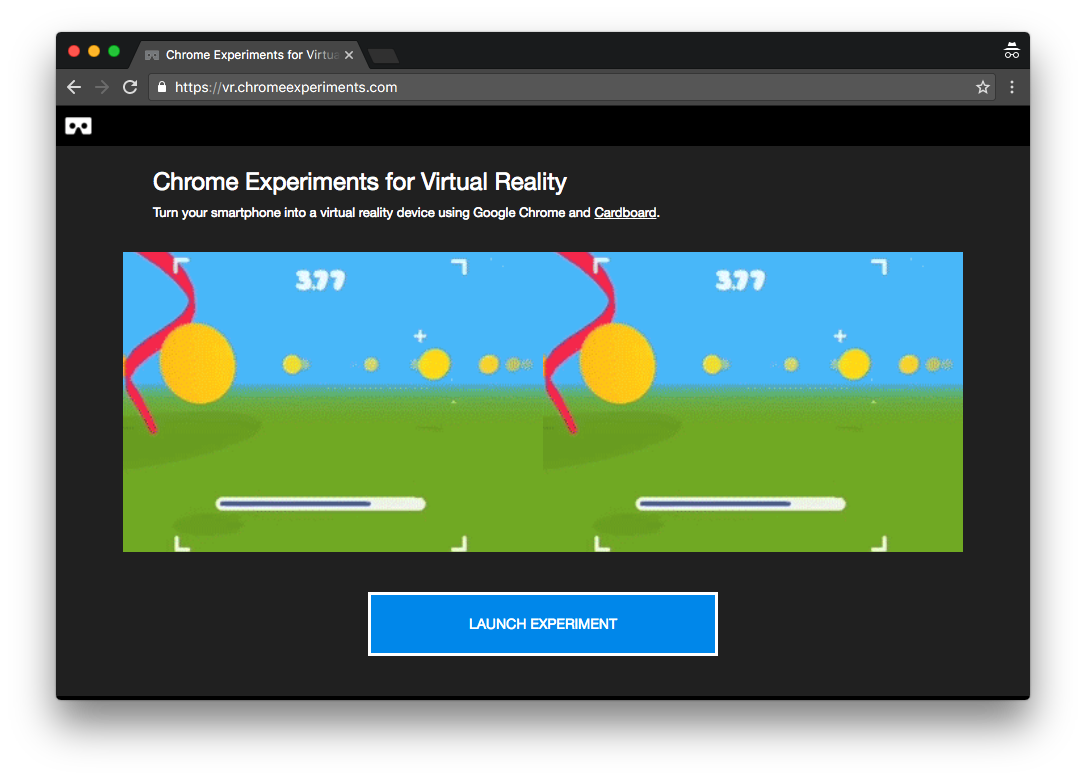 Chrome Experiments for Virtua
https://vr.chromeexperiments.com
Chrome Experiments for Virtual Reality
Turn your smartphone into a virtual reality device using Google Chrome and Cardboard.
3.77 3.77
LAUNCH EXPERIMENT